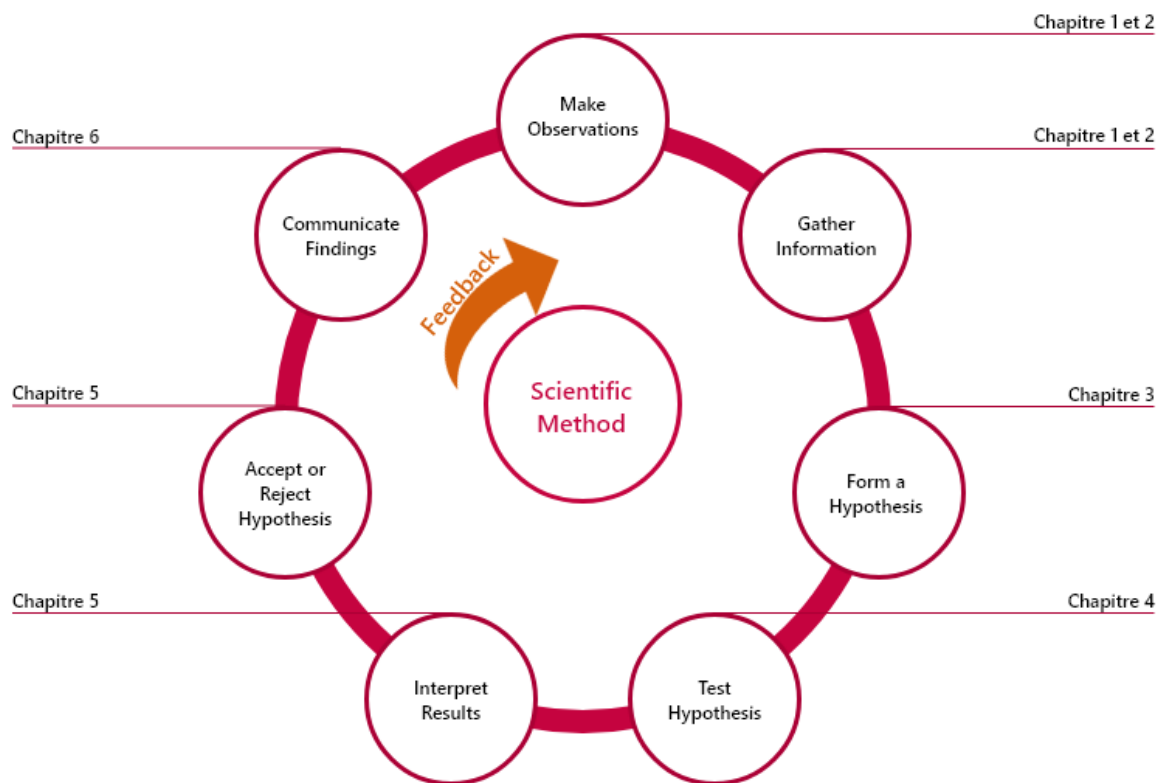 Chapitre 1 et 2
Make
Observations
Chapitre 6
Chapitre 1 et 2
Communicate
Findings
Gather
Information
Feedback
Scientific
Method
Chapitre 5
Chapitre 3
Accept or
Reject
Hypothesis
Form a
Hypothesis
Chapitre 5
Chapitre 4
Interpret
Results
Test
Hypothesis